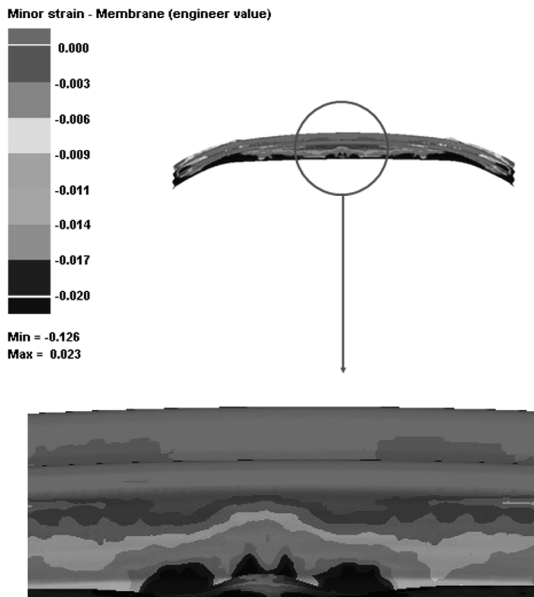 Minor strain - Membrane (engineer value)
0.000
-0.003
-0.006
-0.009
-0.011
-0.014
-0.017
-0.020
Min = -0.126
Max = 0.023